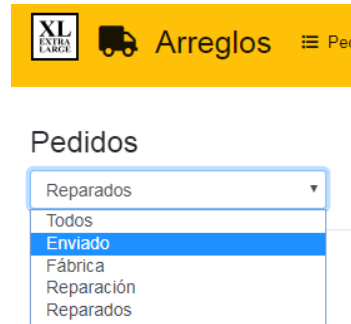 XL
EXTRA
LARGE
Arreglos
Pedidos
Reparados
Todos
Enviado
Fábrica
Reparación
Reparados